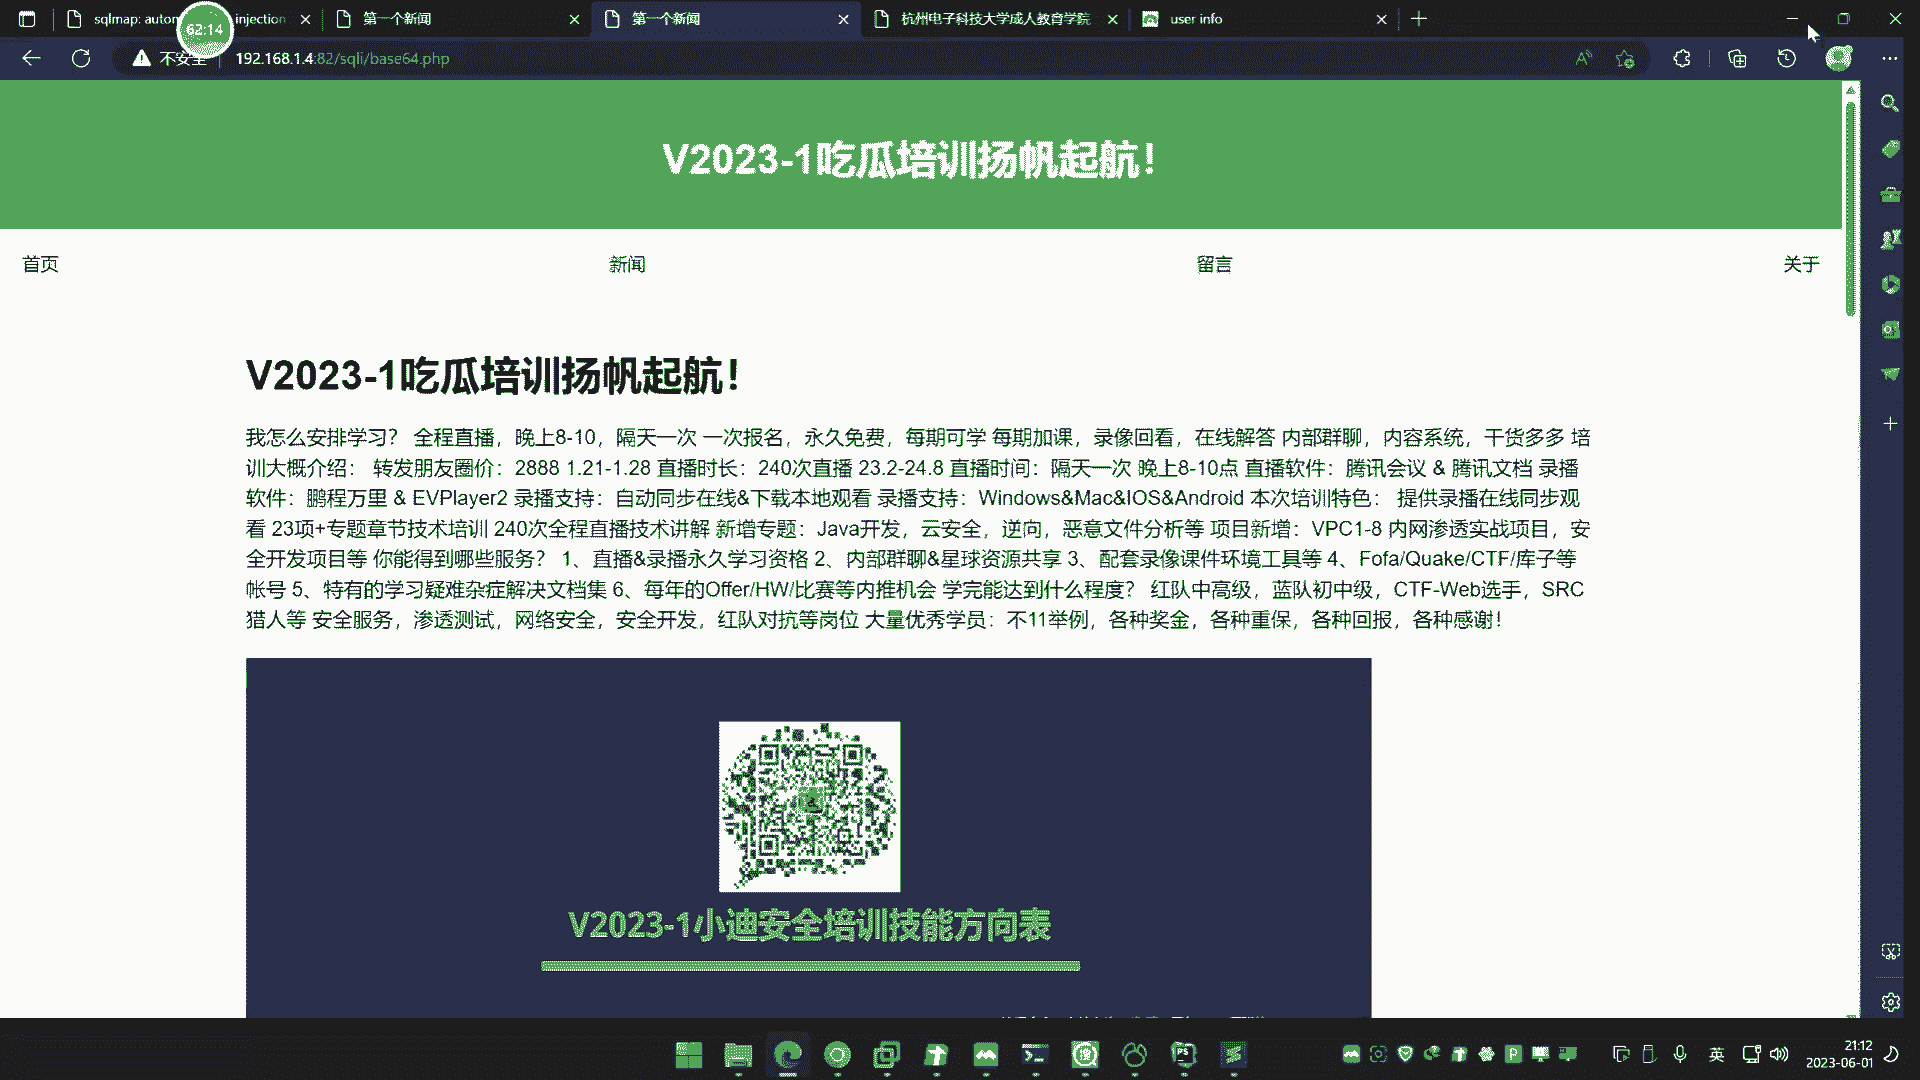 sqlmap: autom
injection
第一个新闻
第一个新闻
杭州电子科技大学成人教育学院
user info
62:14
不安全
192.168.1.4:82/sqli/base64.php
V2023-1吃瓜培训扬帆起航！
首页
新闻
留言
关于
V2023-1吃瓜培训扬帆起航！
我怎么安排学习？ 全程直播，晚上8-10，隔天一次 一次报名，永久免费，每期可学 每期加课，录像回看，在线解答 内部群聊，内容系统，干货多多 培
训大概介绍： 转发朋友圈价：2888 1.21-1.28 直播时长：240次直播 23.2-24.8 直播时间：隔天一次 晚上8-10点 直播软件：腾讯会议 & 腾讯文档 录播
软件：鹏程万里 & EVPlayer2 录播支持：自动同步在线&下载本地观看 录播支持：Windows&Mac&IOS&Android 本次培训特色： 提供录播在线同步观
看 23项+专题章节技术培训 240次全程直播技术讲解 新增专题：Java开发，云安全，逆向，恶意文件分析等 项目新增：VPC1-8 内网渗透实战项目，安
全开发项目等 你能得到哪些服务？ 1、直播&录播永久学习资格 2、内部群聊&星球资源共享 3、配套录像课件环境工具等 4、Fofa/Quake/CTF/库子等
帐号 5、特有的学习疑难杂症解决文档集 6、每年的Offer/HW/比赛等内推机会 学完能达到什么程度？ 红队中高级，蓝队初中级，CTF-Web选手，SRC
猎人等 安全服务，渗透测试，网络安全，安全开发，红队对抗等岗位 大量优秀学员：不11举例，各种奖金，各种重保，各种回报，各种感谢！
V2023-1小迪安全培训技能方向表
英
21:12
2023-06-01